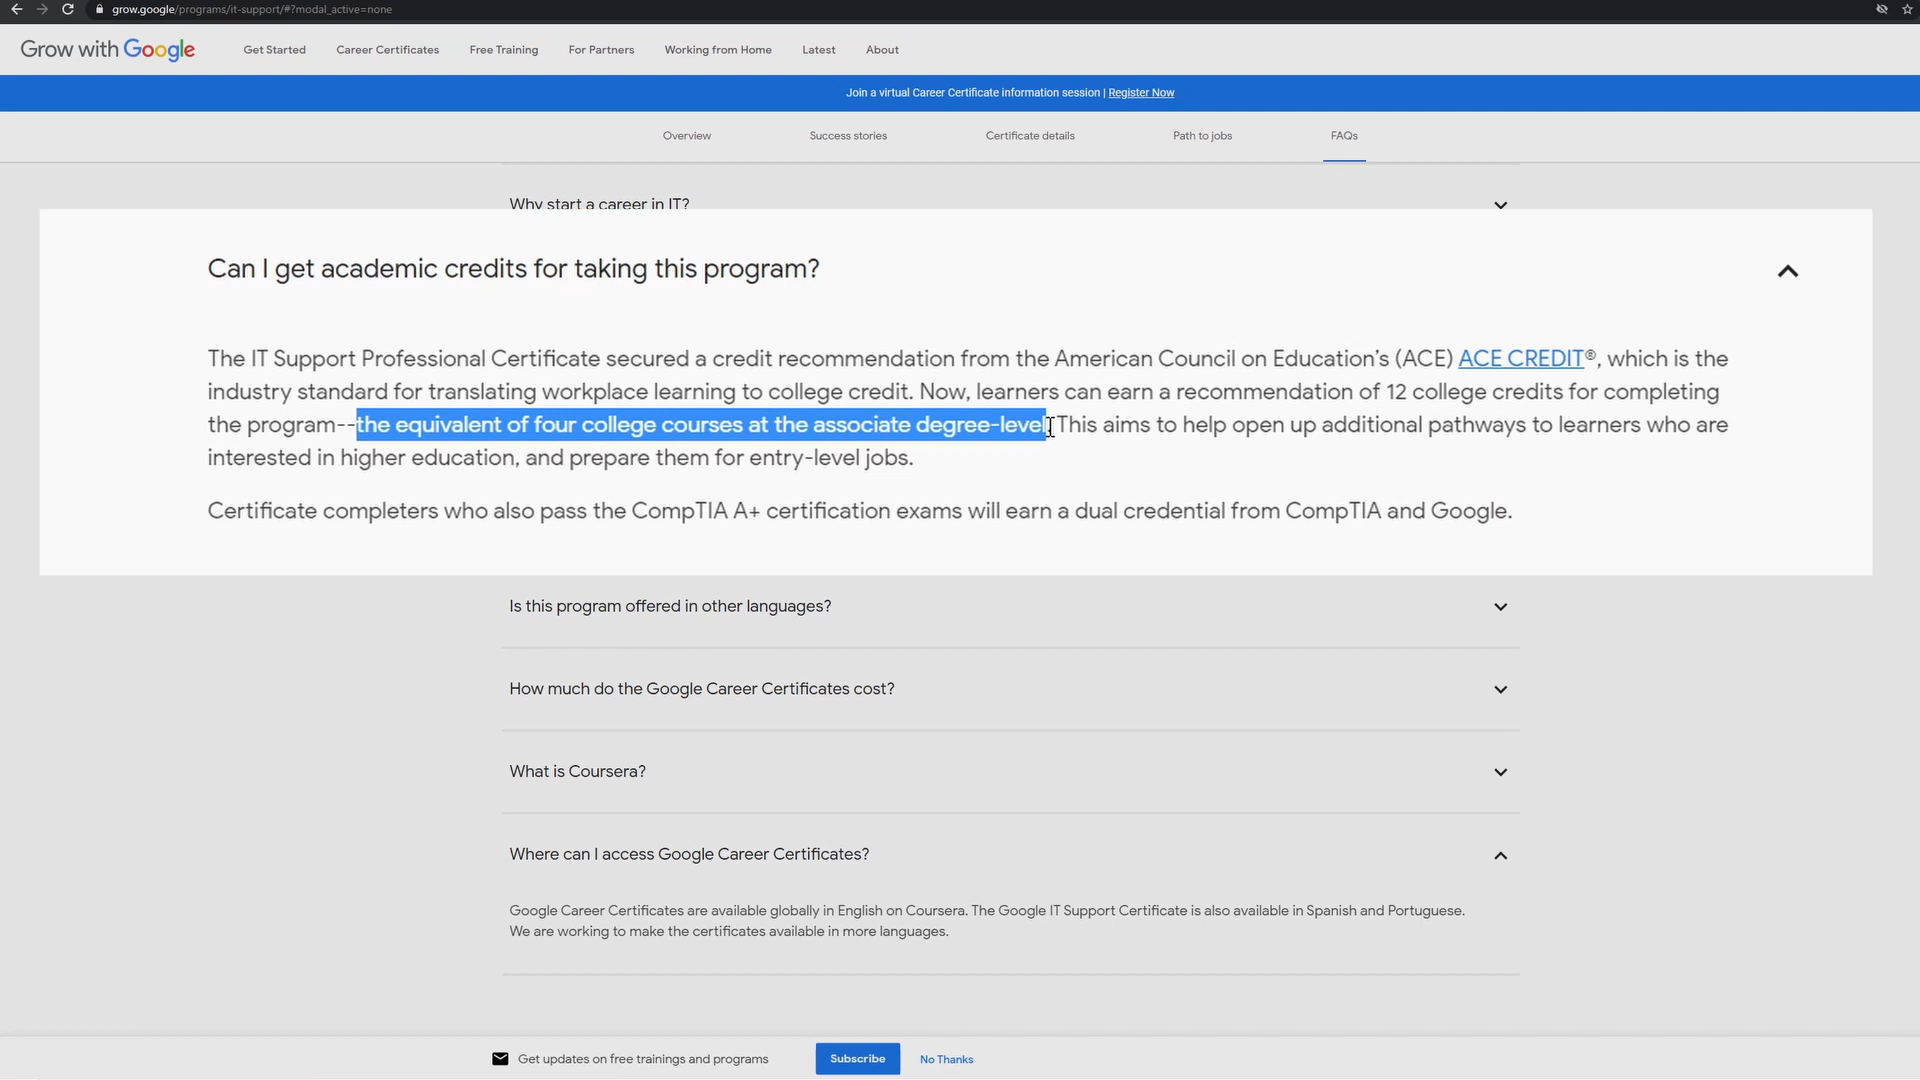 grow.google/programs/it-support/#?modal_active=none
Grow with Google
Get Started
Career Certificates
Free Training
For Partners
Working from Home
Latest
About
Join a virtual Career Certificate information session | Register Now
Overview
Success stories
Certificate details
Path to jobs
FAQs
Why start a career in IT?
Can I get academic credits for taking this program?
The IT Support Professional Certificate secured a credit recommendation from the American Council on Education's (ACE) ACE CREDIT®, which is the
industry standard for translating workplace learning to college credit. Now, learners can earn a recommendation of 12 college credits for completing
the program--the equivalent of four college courses at the associate degree-level. This aims to help open up additional pathways to learners who are
interested in higher education, and prepare them for entry-level jobs.
Certificate completers who also pass the CompTIA A+ certification exams will earn a dual credential from CompTIA and Google.
Is this program offered in other languages?
How much do the Google Career Certificates cost?
What is Coursera?
Where can I access Google Career Certificates?
Google Career Certificates are available globally in English on Coursera. The Google IT Support Certificate is also available in Spanish and Portuguese.
We are working to make the certificates available in more languages.
Get updates on free trainings and programs
Subscribe
No Thanks